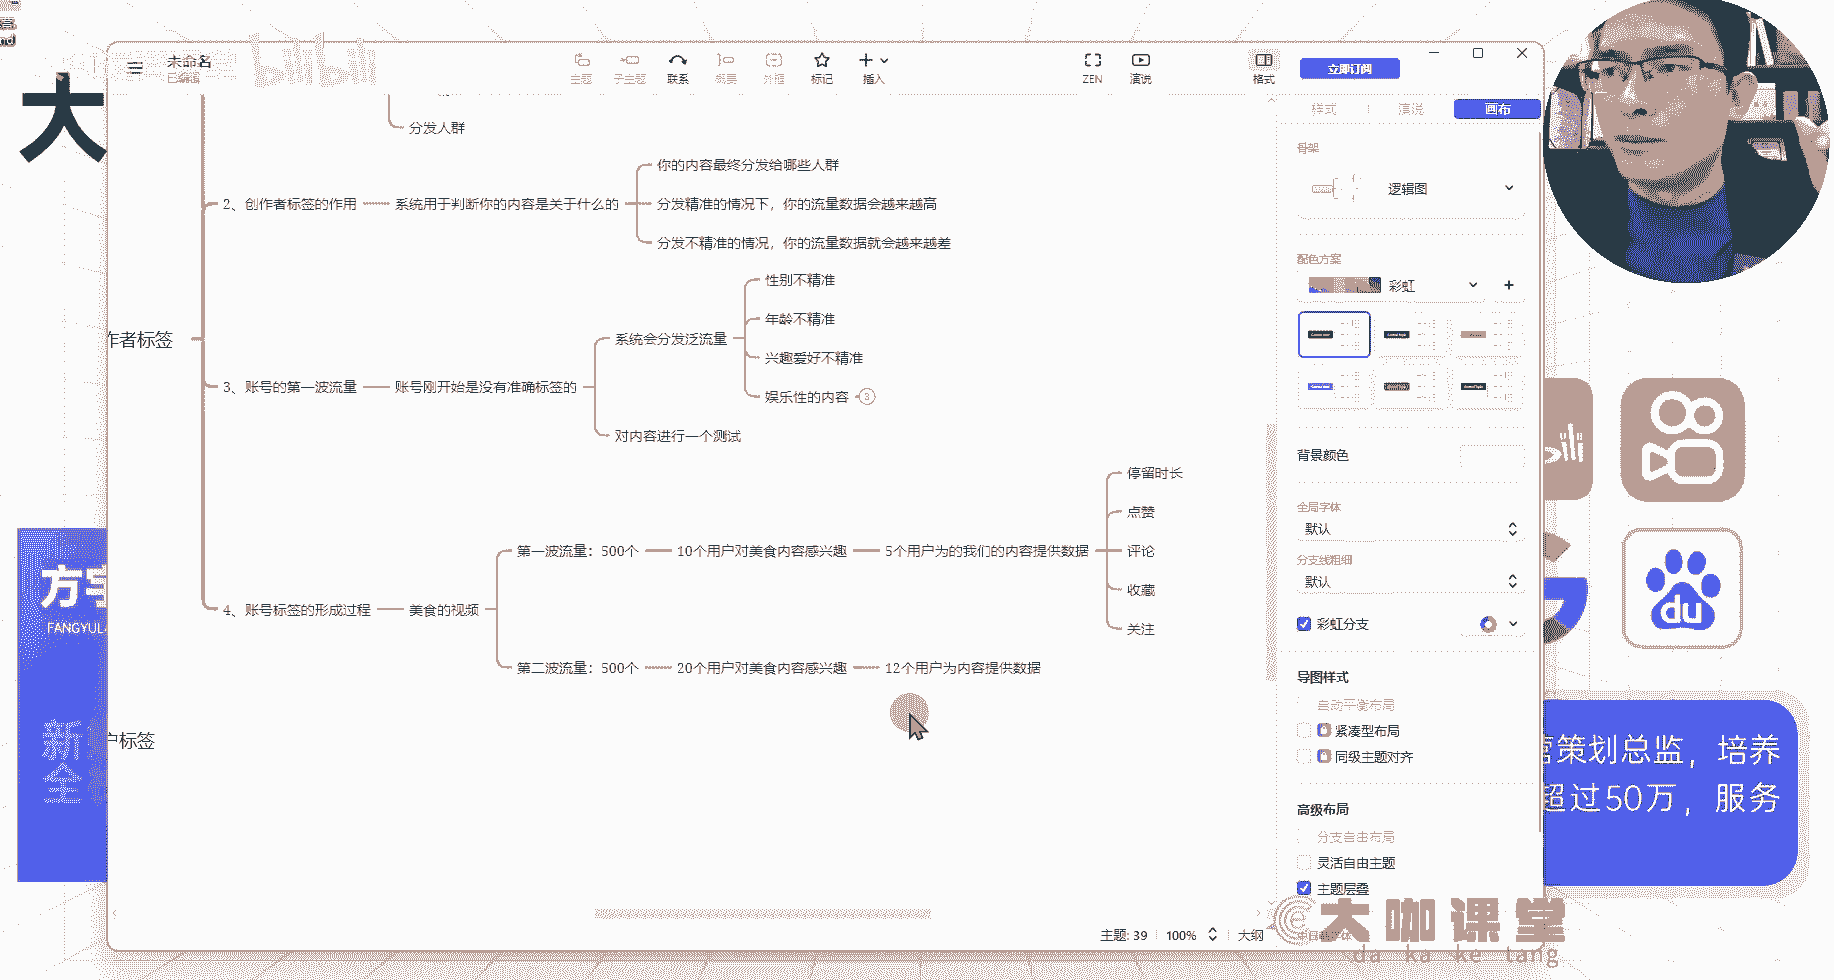 大
未命名
已编辑
bilibili
主题
子主题
联系
概要
外框
标记
插入
ZEN
演说
格式
立即订阅
样式
演说
画布
分发人群
2、创作者标签的作用
系统用于判断你的内容是关于什么的
你的内容最终分发给哪些人群
分发精准的情况下，你的流量数据会越来越高
分发不精准的情况，你的流量数据就会越来越差
作者标签
3、账号的第一波流量
账号刚开始是没有准确标签的
系统会分发泛流量
性别不精准
年龄不精准
兴趣爱好不精准
娱乐性的内容
3
对内容进行一个测试
4、账号标签的形成过程
美食的视频
第一波流量：500个
10个用户对美食内容感兴趣
5个用户为的我们的内容提供数据
停留时长
点赞
评论
收藏
关注
第二波流量：500个
20个用户对美食内容感兴趣
12个用户为内容提供数据
户标签
骨架
逻辑图
配色方案
彩虹
背景颜色
全局字体
默认
分支线粗细
默认
彩虹分支
导图样式
自动平衡布局
紧凑型布局
同级主题对齐
高级布局
分支自由布局
灵活自由主题
主题层叠
主题: 39
100%
大纲
方宇
FANGYUL
新
全
du
营策划总监，培养
超过50万，服务
大咖课堂
da ka ke tang